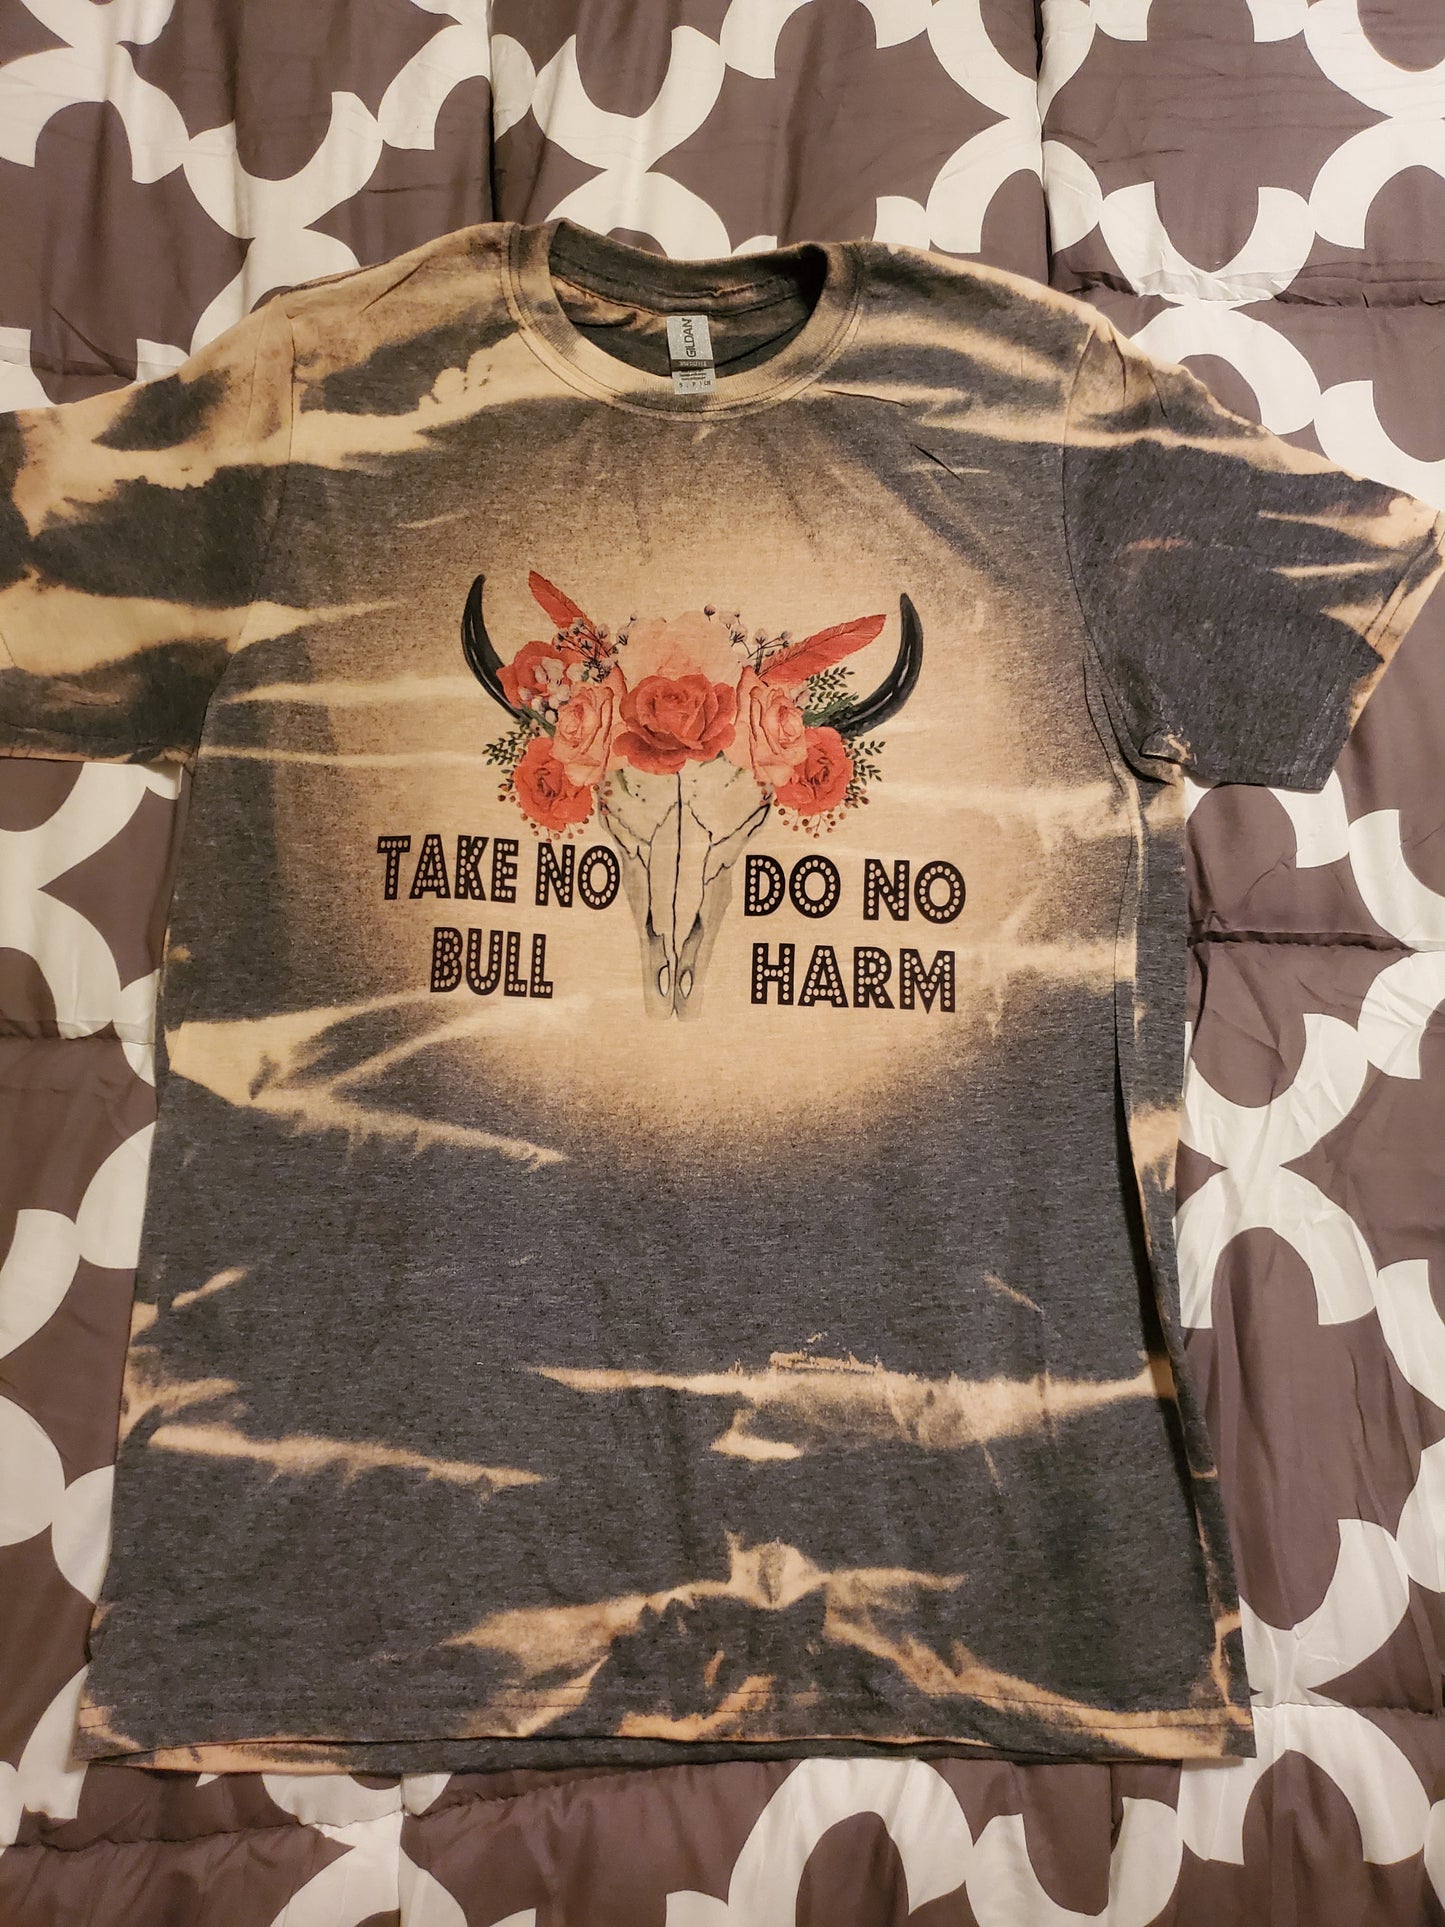 GILDAN
TAKE NO
BULL
DO NO
HARM